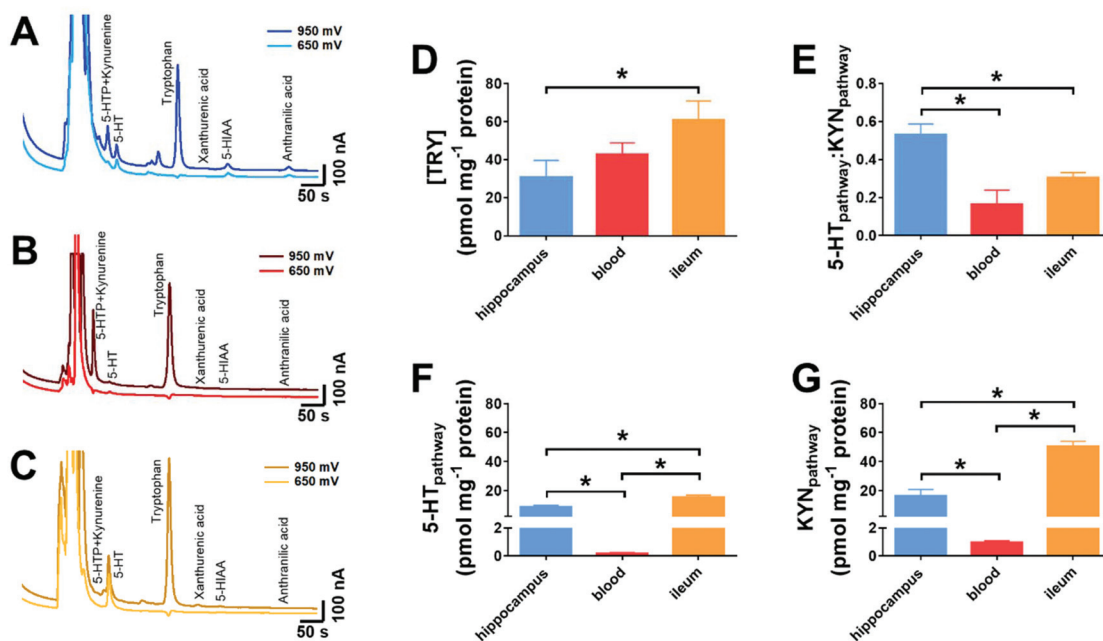 A
950 mV
650 mV
5-HTP+Kynurenine
5-HT
Tryptophan
Xanthurenic acid
5-HIAA
Anthranilic acid
100 nA
50 s
B
950 mV
650 mV
5-HTP+Kynurenine
5-HT
Tryptophan
Xanthurenic acid
5-HIAA
Anthranilic acid
100 nA
50 s
C
950 mV
650 mV
5-HTP+Kynurenine
5-HT
Tryptophan
Xanthurenic acid
5-HIAA
Anthranilic acid
100 nA
50 s
D
[TRY]
(pmol mg⁻¹ protein)
80
60
40
20
0
*
hippocampus
blood
ileum
E
5-HTpathway:KYNpathway
0.8
0.6
0.4
0.2
0.0
*
*
hippocampus
blood
ileum
F
5-HTpathway
(pmol mg⁻¹ protein)
80
60
40
20
2
0
*
*
*
hippocampus
blood
ileum
G
KYNpathway
(pmol mg⁻¹ protein)
80
60
40
20
2
0
*
*
*
hippocampus
blood
ileum